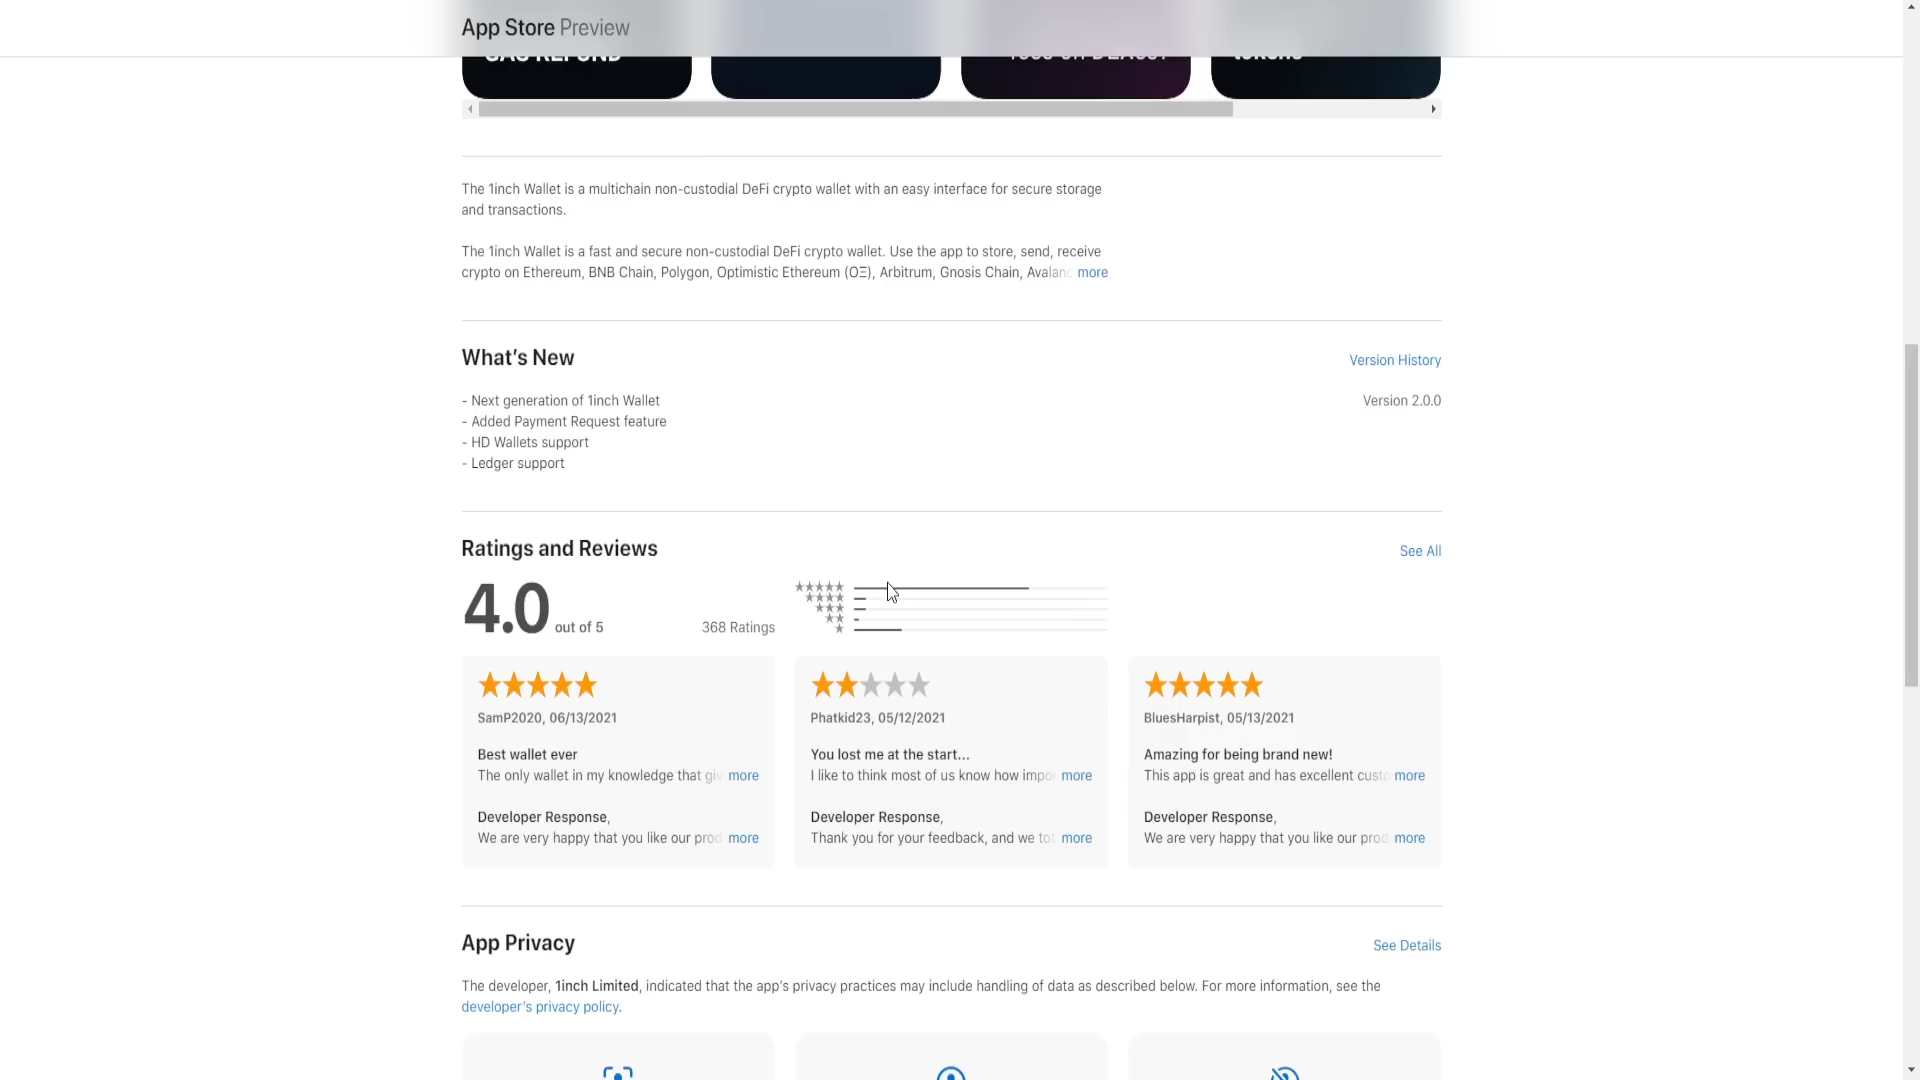 App Store Preview
GAS REFUND
tokens
The 1inch Wallet is a multichain non-custodial DeFi crypto wallet with an easy interface for secure storage
and transactions.
The 1inch Wallet is a fast and secure non-custodial DeFi crypto wallet. Use the app to store, send, receive
crypto on Ethereum, BNB Chain, Polygon, Optimistic Ethereum (OΞ), Arbitrum, Gnosis Chain, Avalanc more
What's New
Version History
- Next generation of 1inch Wallet
Version 2.0.0
- Added Payment Request feature
- HD Wallets support
- Ledger support
Ratings and Reviews
See All
4.0 out of 5
368 Ratings
SamP2020, 06/13/2021
Best wallet ever
The only wallet in my knowledge that giv more
Developer Response,
We are very happy that you like our prod more
Phatkid23, 05/12/2021
You lost me at the start...
I like to think most of us know how impor more
Developer Response,
Thank you for your feedback, and we tot more
BluesHarpist, 05/13/2021
Amazing for being brand new!
This app is great and has excellent custo more
Developer Response,
We are very happy that you like our prod more
App Privacy
See Details
The developer, 1inch Limited, indicated that the app's privacy practices may include handling of data as described below. For more information, see the
developer's privacy policy.